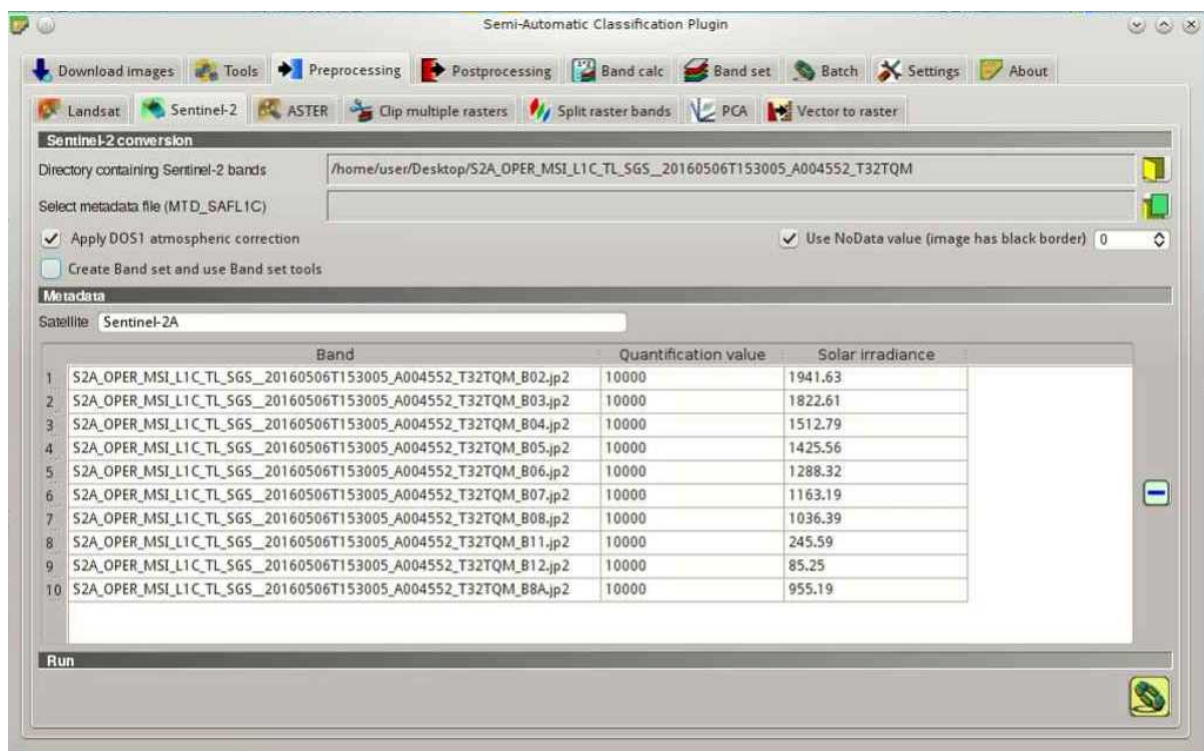 Semi-Automatic Classification Plugin
Download images Tools Preprocessing Postprocessing Band calc Band set Batch Settings About
Landsat Sentinel-2 ASTER Clip multiple rasters Split raster bands PCA Vector to raster
Sentinel-2 conversion
Directory containing Sentinel-2 bands /home/user/Desktop/S2A_OPER_MSI_L1C_TL_SGS__20160506T153005_A004552_T32TQM
Select metadata file (MTD_SAFL1C)
Apply DOS1 atmospheric correction Use NoData value (image has black border) 0
Create Band set and use Band set tools
Metadata
Satellite Sentinel-2A
Band Quantification value Solar irradiance
1 S2A_OPER_MSI_L1C_TL_SGS__20160506T153005_A004552_T32TQM_B02.jp2 10000 1941.63
2 S2A_OPER_MSI_L1C_TL_SGS__20160506T153005_A004552_T32TQM_B03.jp2 10000 1822.61
3 S2A_OPER_MSI_L1C_TL_SGS__20160506T153005_A004552_T32TQM_B04.jp2 10000 1512.79
4 S2A_OPER_MSI_L1C_TL_SGS__20160506T153005_A004552_T32TQM_B05.jp2 10000 1425.56
5 S2A_OPER_MSI_L1C_TL_SGS__20160506T153005_A004552_T32TQM_B06.jp2 10000 1288.32
6 S2A_OPER_MSI_L1C_TL_SGS__20160506T153005_A004552_T32TQM_B07.jp2 10000 1163.19
7 S2A_OPER_MSI_L1C_TL_SGS__20160506T153005_A004552_T32TQM_B08.jp2 10000 1036.39
8 S2A_OPER_MSI_L1C_TL_SGS__20160506T153005_A004552_T32TQM_B11.jp2 10000 245.59
9 S2A_OPER_MSI_L1C_TL_SGS__20160506T153005_A004552_T32TQM_B12.jp2 10000 85.25
10 S2A_OPER_MSI_L1C_TL_SGS__20160506T153005_A004552_T32TQM_B8A.jp2 10000 955.19
Run